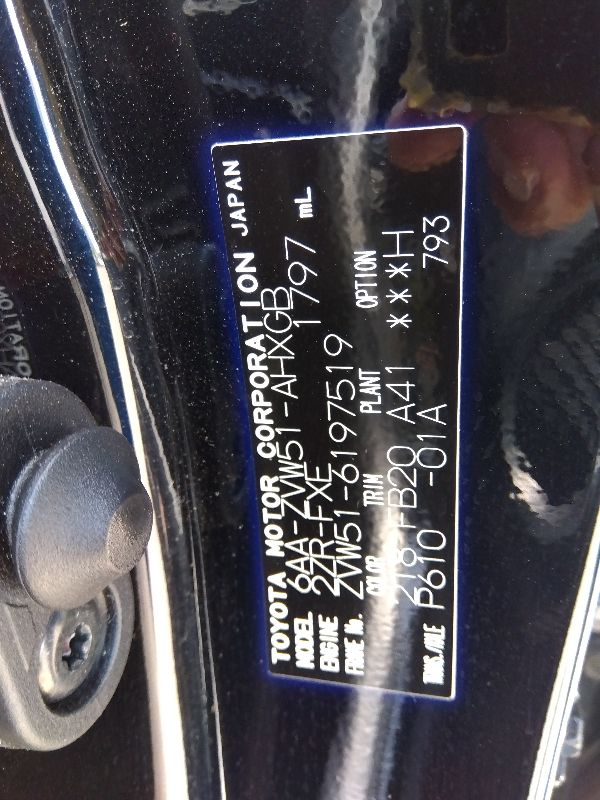 TOYOTA MOTOR CORPORATION JAPAN
MODEL 6AA-ZVW51-AHXGB
ENGINE 2ZR-FXE 1797 mL
FRAME No. ZVW51-6197519
COLOR TRIM PLANT OPTION
218 FB20 A41 ***H
TRANS./AXLE P610 -01A 793